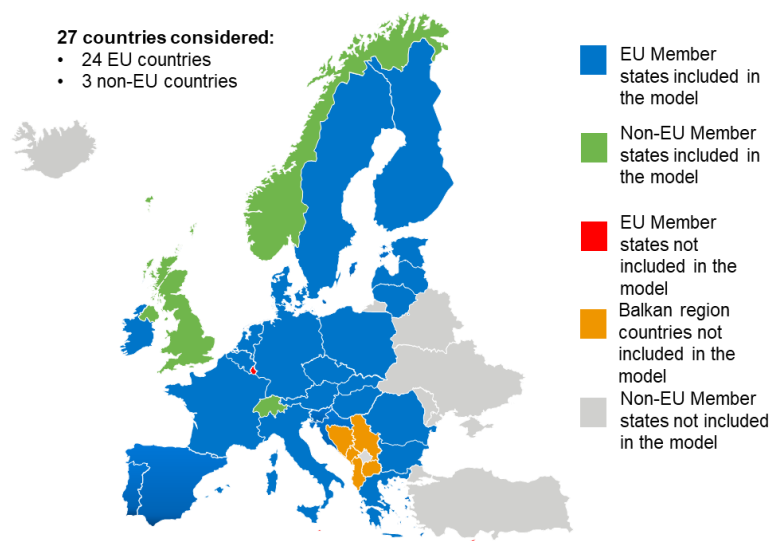 27 countries considered:
• 24 EU countries
• 3 non-EU countries
EU Member
states included in
the model
Non-EU Member
states included in
the model
EU Member
states not
included in the
model
Balkan region
countries not
included in the
model
Non-EU Member
states not included
in the model